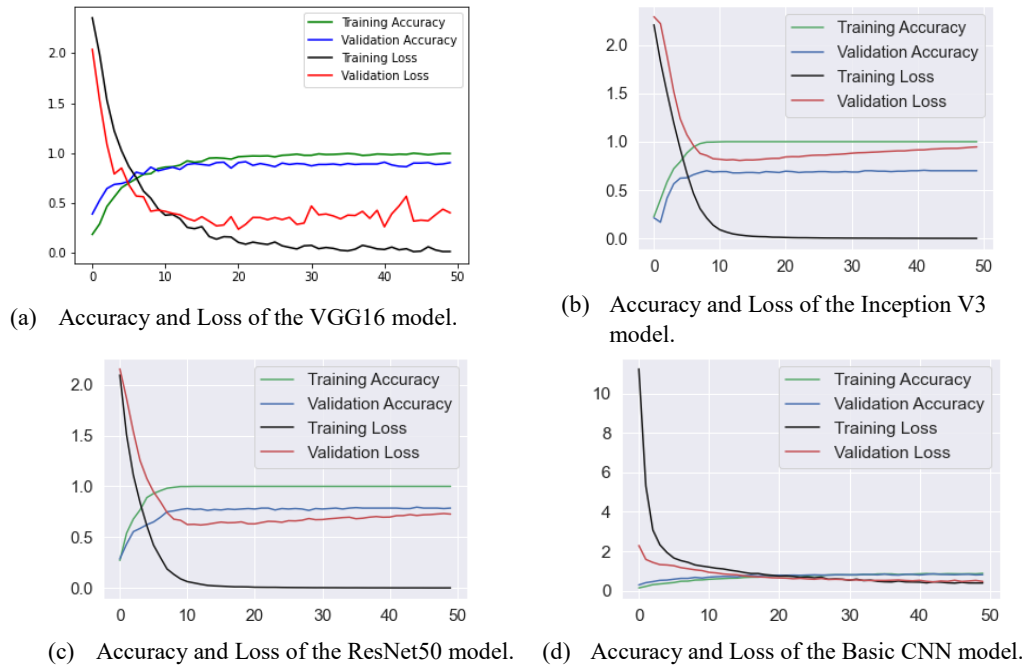 Training Accuracy
Validation Accuracy
Training Loss
Validation Loss
2.0
1.5
1.0
0.5
0.0
0 10 20 30 40 50
(a) Accuracy and Loss of the VGG16 model.
Training Accuracy
Validation Accuracy
Training Loss
Validation Loss
2.0
1.5
1.0
0.5
0.0
0 10 20 30 40 50
(b) Accuracy and Loss of the Inception V3
model.
Training Accuracy
Validation Accuracy
Training Loss
Validation Loss
2.0
1.5
1.0
0.5
0.0
0 10 20 30 40 50
(c) Accuracy and Loss of the ResNet50 model.
Training Accuracy
Validation Accuracy
Training Loss
Validation Loss
10
8
6
4
2
0
0 10 20 30 40 50
(d) Accuracy and Loss of the Basic CNN model.